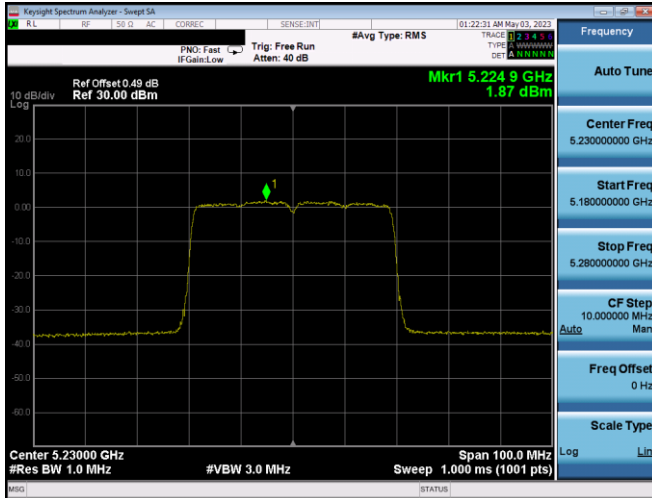 Keysight Spectrum Analyzer - Swept SA
RL RF 50 Ω AC CORREC SENSE:INT 01:22:31 AM May 03, 2023
#Avg Type: RMS TRACE 1 2 3 4 5 6
PNO: Fast Trig: Free Run TYPE A WWWWW
IFGain:Low Atten: 40 dB DET A N N N N N
Mkr1 5.224 9 GHz
1.87 dBm
Ref Offset 0.49 dB
10 dB/div Ref 30.00 dBm
Log
20.0
1
0.00
-10.0
-20.0
-30.0
-40.0
-50.0
-60.0
Center 5.23000 GHz Span 100.0 MHz
#Res BW 1.0 MHz #VBW 3.0 MHz Sweep 1.000 ms (1001 pts)
MSG STATUS
Frequency
Auto Tune
Center Freq
5.230000000 GHz
Start Freq
5.180000000 GHz
Stop Freq
5.280000000 GHz
CF Step
10.000000 MHz
Auto Man
Freq Offset
0 Hz
Scale Type
Log Lin